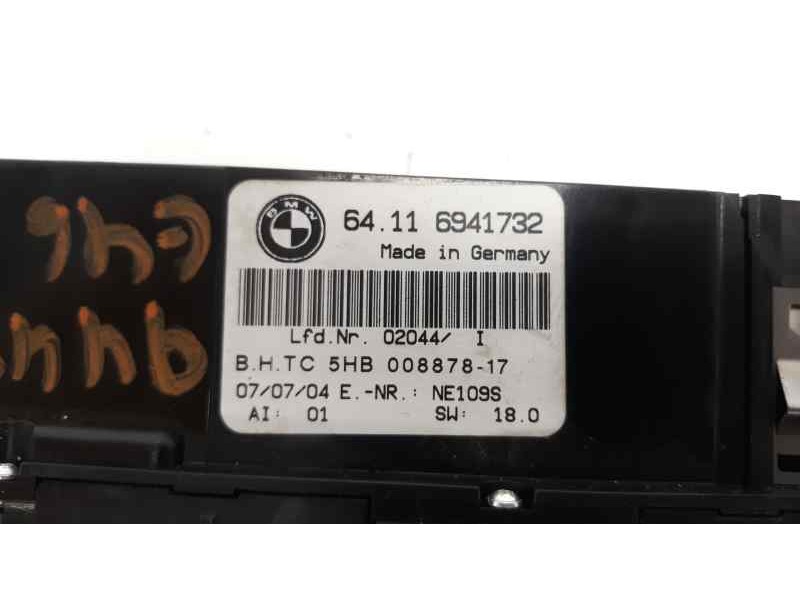 BMW
64.11 6941732
Made in Germany
Lfd.Nr. 02044/ I
B.H.TC 5HB 008878-17
07/07/04 E.-NR.: NE109S
AI: 01 SW: 18.0
E46